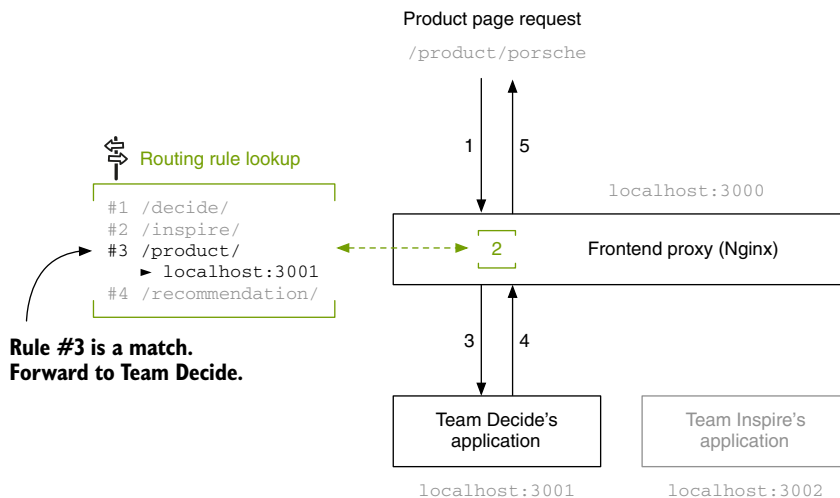 Product page request
/product/porsche
1
5
Routing rule lookup
localhost:3000
#1 /decide/
#2 /inspire/
#3 /product/
► localhost:3001
#4 /recommendation/
2
Frontend proxy (Nginx)
Rule #3 is a match.
Forward to Team Decide.
3
4
Team Decide's
application
Team Inspire's
application
localhost:3001
localhost:3002